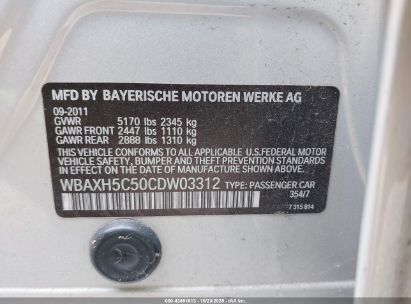 MFD BY BAYERISCHE MOTOREN WERKE AG
09-2011
GVWR 5170 lbs 2345 kg
GAWR FRONT 2447 lbs 1110 kg
GAWR REAR 2888 lbs 1310 kg
THIS VEHICLE CONFORMS TO ALL APPLICABLE U.S.FEDERAL MOTOR
VEHICLE SAFETY, BUMPER AND THEFT PREVENTION STANDARDS
IN EFFECT ON THE DATE OF MANUFACTURE SHOWN ABOVE.
WBAXH5C50CDW03312 TYPE: PASSENGER CAR
354/7
7 315 814